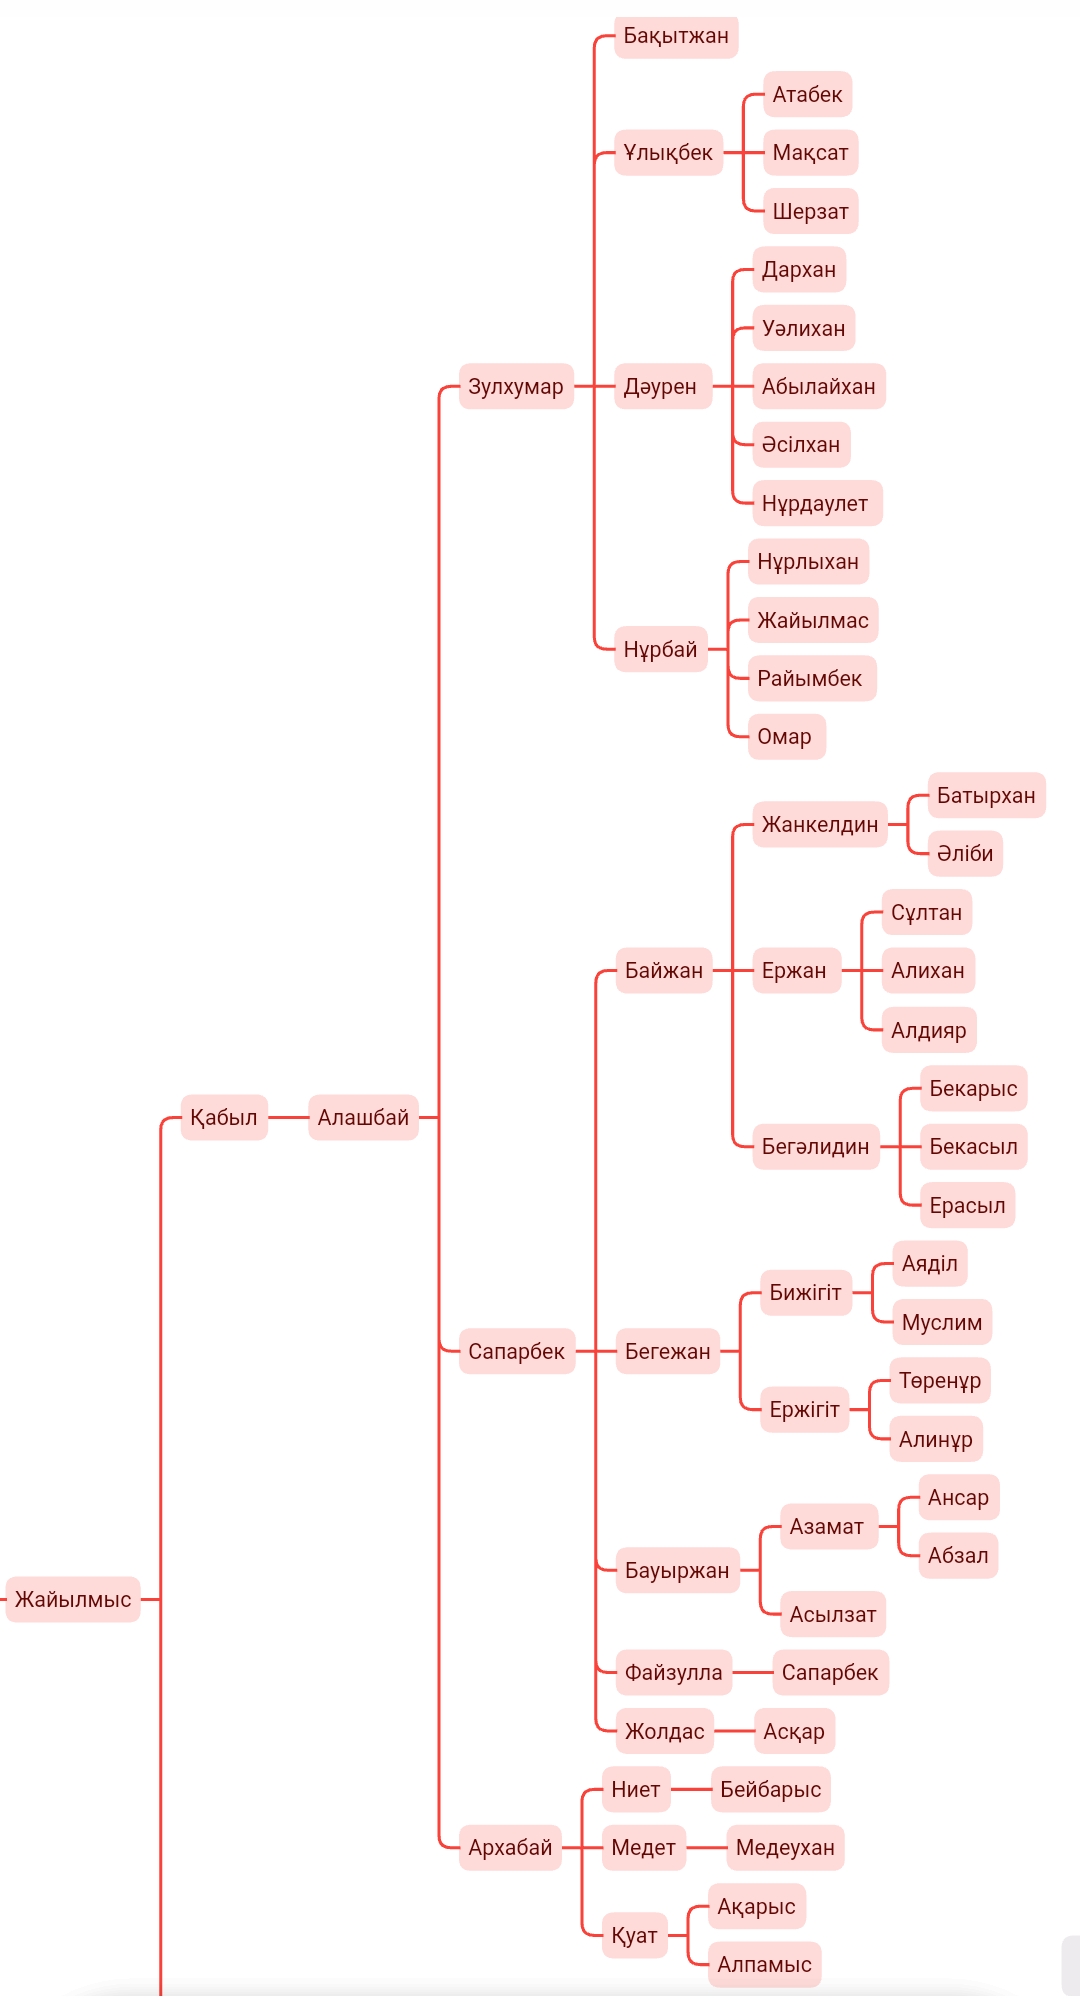 Бақытжан
Атабек
Ұлықбек
Мақсат
Шерзат
Дархан
Уәлихан
Зулхумар
Дәурен
Абылайхан
Әсілхан
Нұрдаулет
Нұрлыхан
Жайылмас
Нұрбай
Райымбек
Омар
Батырхан
Жанкелдин
Әліби
Сұлтан
Байжан
Ержан
Алихан
Алдияр
Бекарыс
Қабыл
Алашбай
Бегәлидин
Бекасыл
Ерасыл
Аяділ
Бижігіт
Муслим
Сапарбек
Бегежан
Төренұр
Ержігіт
Алинұр
Ансар
Азамат
Абзал
Бауыржан
Жайылмыс
Асылзат
Файзулла
Сапарбек
Жолдас
Асқар
Ниет
Бейбарыс
Архабай
Медет
Медеухан
Ақарыс
Қуат
Алпамыс